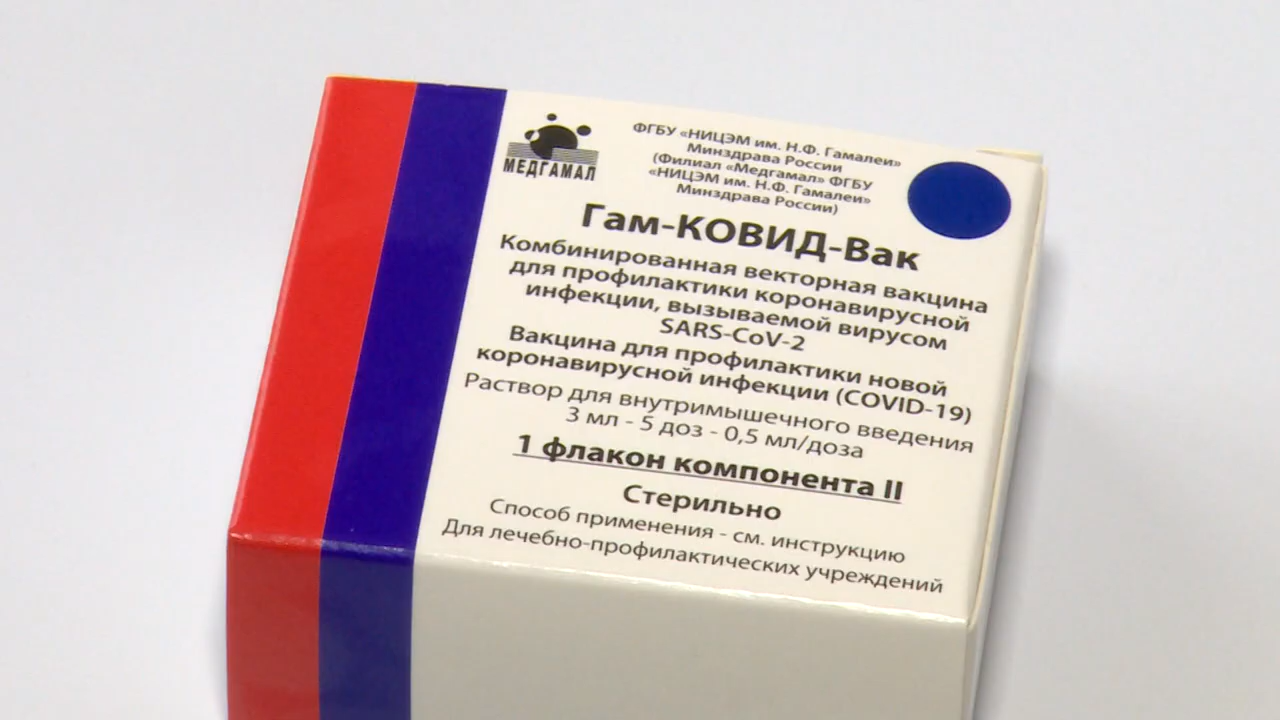 МЕДГАМАЛ
ФГБУ «НИЦЭМ им. Н.Ф. Гамалеи»
Минздрава России
(Филиал «Медгамал» ФГБУ
«НИЦЭМ им. Н.Ф. Гамалеи»
Минздрава России)
Гам-КОВИД-Вак
Комбинированная векторная вакцина
для профилактики коронавирусной
инфекции, вызываемой вирусом
SARS-CoV-2
Вакцина для профилактики новой
коронавирусной инфекции (COVID-19)
Раствор для внутримышечного введения
3 мл - 5 доз - 0,5 мл/доза
1 флакон компонента II
Стерильно
Способ применения - см. инструкцию
Для лечебно-профилактических учреждений